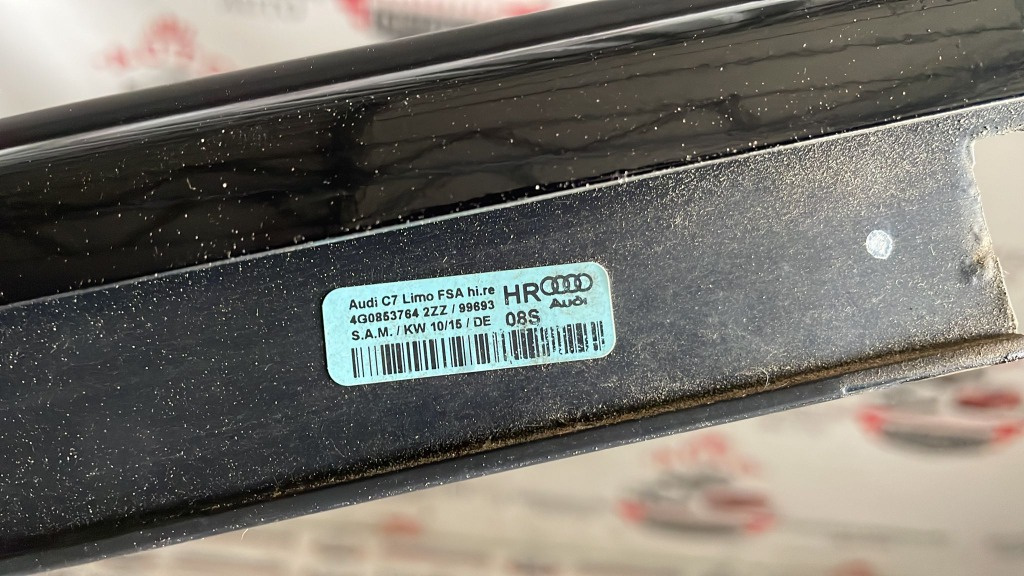 Audi C7 Limo FSA hi.re
4G0853764 2ZZ / 99693
S.A.M. / KW 10/15 / DE
HR
08S
Audi